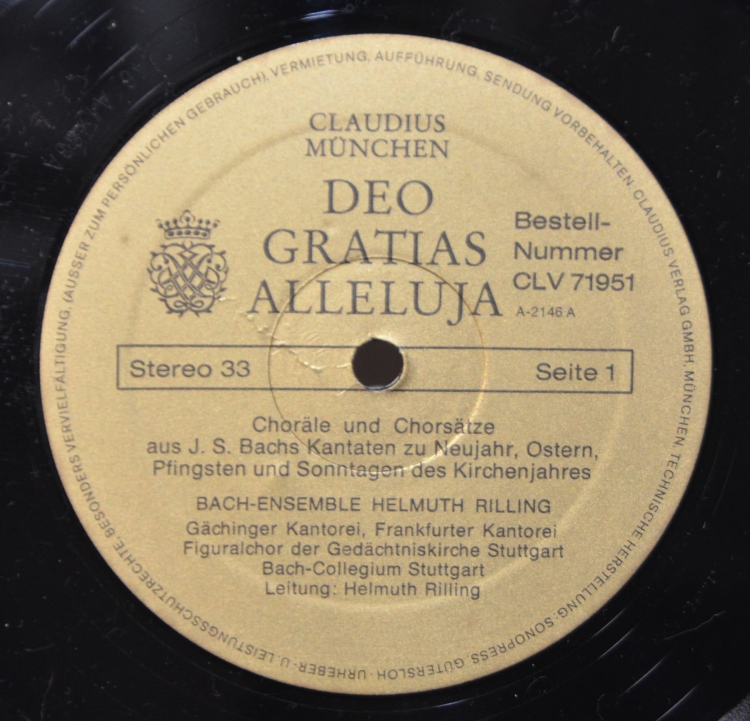 CLAUDIUS
MÜNCHEN
DEO
GRATIAS
ALLELUJA
Bestell-
Nummer
CLV 71951
A-2146 A
Stereo 33
Seite 1
Choräle und Chorsätze
aus J. S. Bachs Kantaten zu Neujahr, Ostern,
Pfingsten und Sonntagen des Kirchenjahres
BACH-ENSEMBLE HELMUTH RILLING
Gächinger Kantorei, Frankfurter Kantorei
Figuralchor der Gedächtniskirche Stuttgart
Bach-Collegium Stuttgart
Leitung: Helmuth Rilling
URHEBER- U. LEISTUNGSSCHUTZRECHTE, BESONDERS VERVIELFÄLTIGUNG, (AUSSER ZUM PERSÖNLICHEN GEBRAUCH), VERMIETUNG, AUFFÜHRUNG, SENDUNG VORBEHALTEN. CLAUDIUS VERLAG GMBH, MÜNCHEN TECHNISCHE HERSTELLUNG: SONOPRESS, GÜTERSLOH ·